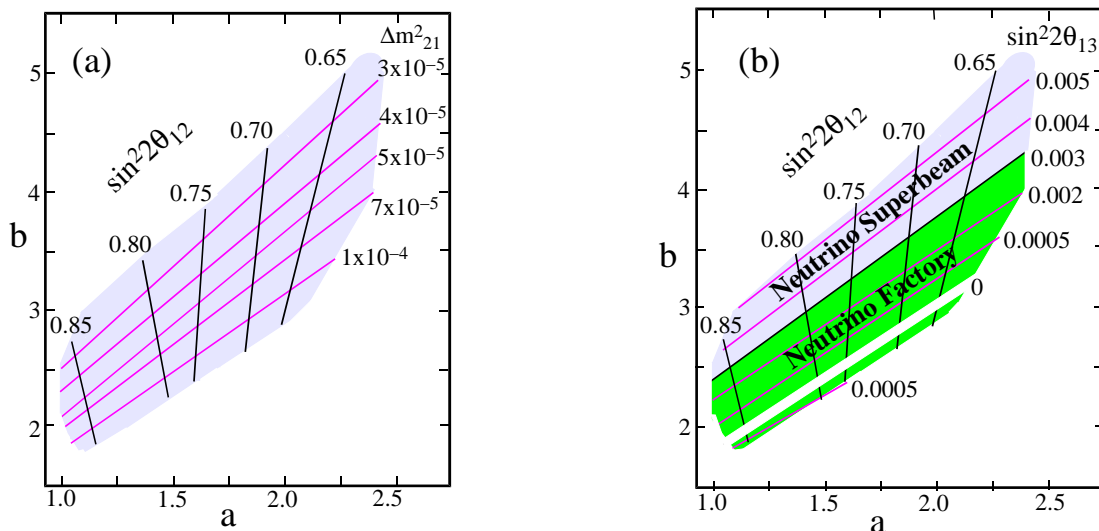 (a)
Δm²₂₁
0.65
3x10⁻⁵
4x10⁻⁵
5x10⁻⁵
7x10⁻⁵
1x10⁻⁴
0.70
sin²2θ₁₂
0.75
0.80
0.85
5
4
b
3
2
1.0
1.5
2.0
2.5
a
(b)
sin²2θ₁₃
0.65
0.005
0.004
0.003
0.002
0.0005
0
0.0005
0.70
sin²2θ₁₂
0.75
0.80
0.85
Neutrino Superbeam
Neutrino Factory
5
4
b
3
2
1.0
1.5
2.0
2.5
a